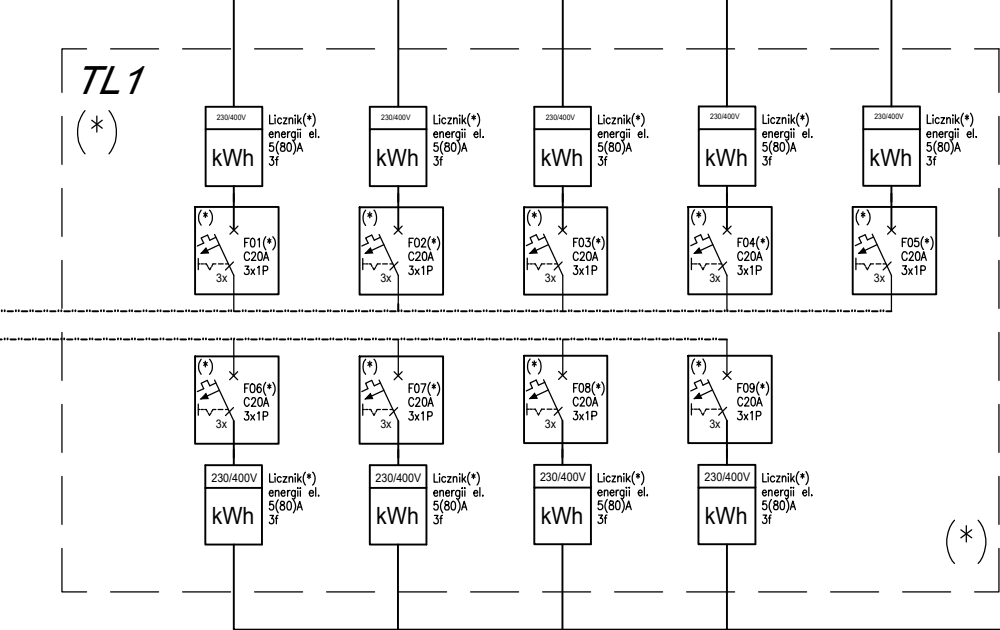 TL1
(*)
230/400V
kWh
Licznik(*)
energii el.
5(80)A
3f
230/400V
kWh
Licznik(*)
energii el.
5(80)A
3f
230/400V
kWh
Licznik(*)
energii el.
5(80)A
3f
230/400V
kWh
Licznik(*)
energii el.
5(80)A
3f
230/400V
kWh
Licznik(*)
energii el.
5(80)A
3f
(*)
F01(*)
C20A
3x1P
3x
(*)
F02(*)
C20A
3x1P
3x
(*)
F03(*)
C20A
3x1P
3x
(*)
F04(*)
C20A
3x1P
3x
(*)
F05(*)
C20A
3x1P
3x
(*)
F06(*)
C20A
3x1P
3x
(*)
F07(*)
C20A
3x1P
3x
(*)
F08(*)
C20A
3x1P
3x
(*)
F09(*)
C20A
3x1P
3x
230/400V
kWh
Licznik(*)
energii el.
5(80)A
3f
230/400V
kWh
Licznik(*)
energii el.
5(80)A
3f
230/400V
kWh
Licznik(*)
energii el.
5(80)A
3f
230/400V
kWh
Licznik(*)
energii el.
5(80)A
3f
(*)